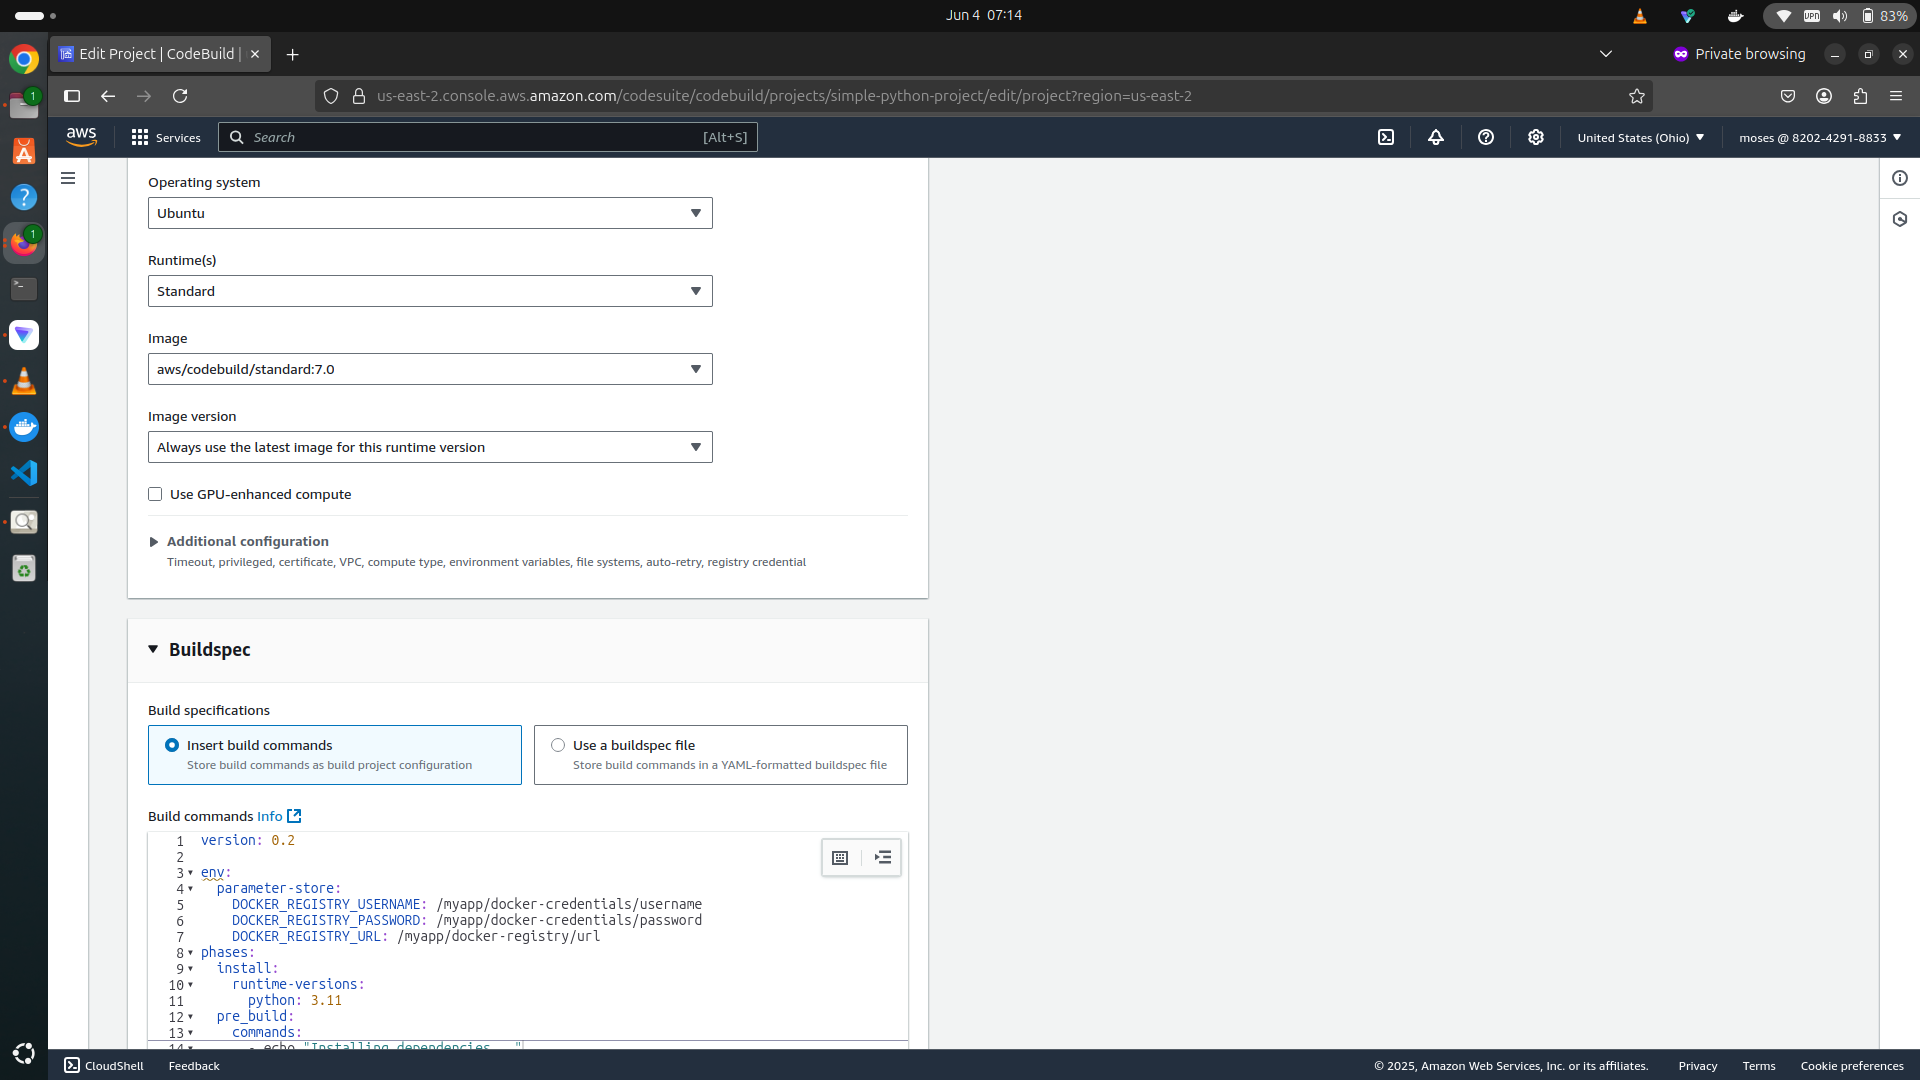 Jun 4 07:14
83%
Edit Project | CodeBuild |
Private browsing
us-east-2.console.aws.amazon.com/codesuite/codebuild/projects/simple-python-project/edit/project?region=us-east-2
aws
Services
Search
[Alt+S]
United States (Ohio)
moses @ 8202-4291-8833
Operating system
Ubuntu
Runtime(s)
Standard
Image
aws/codebuild/standard:7.0
Image version
Always use the latest image for this runtime version
Use GPU-enhanced compute
Additional configuration
Timeout, privileged, certificate, VPC, compute type, environment variables, file systems, auto-retry, registry credential
Buildspec
Build specifications
Insert build commands
Store build commands as build project configuration
Use a buildspec file
Store build commands in a YAML-formatted buildspec file
Build commands Info
1 version: 0.2
2
3 env:
4 parameter-store:
5 DOCKER_REGISTRY_USERNAME: /myapp/docker-credentials/username
6 DOCKER_REGISTRY_PASSWORD: /myapp/docker-credentials/password
7 DOCKER_REGISTRY_URL: /myapp/docker-registry/url
8 phases:
9 install:
10 runtime-versions:
11 python: 3.11
12 pre_build:
13 commands:
14 - echo "Installing dependencies..."
CloudShell
Feedback
© 2025, Amazon Web Services, Inc. or its affiliates.
Privacy
Terms
Cookie preferences
1
1
VPN